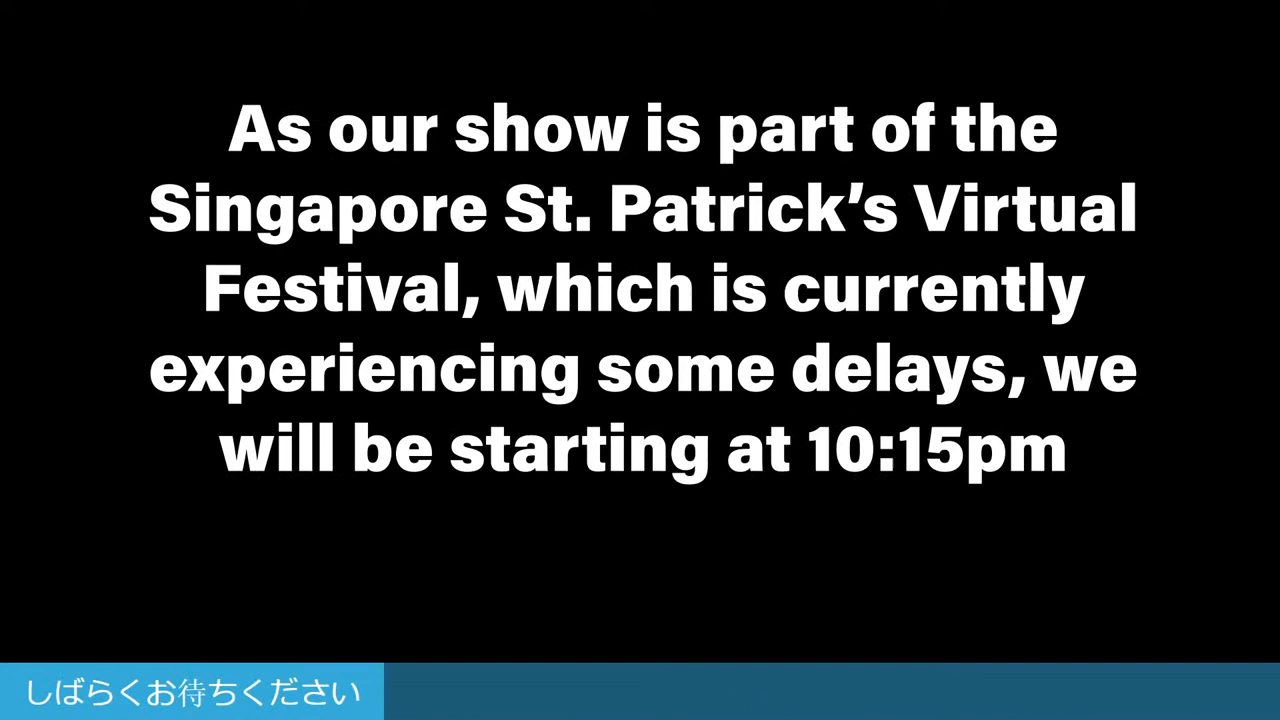 As our show is part of the
Singapore St. Patrick’s Virtual
Festival, which is currently
experiencing some delays, we
will be starting at 10:15pm
しばらくお待ちください